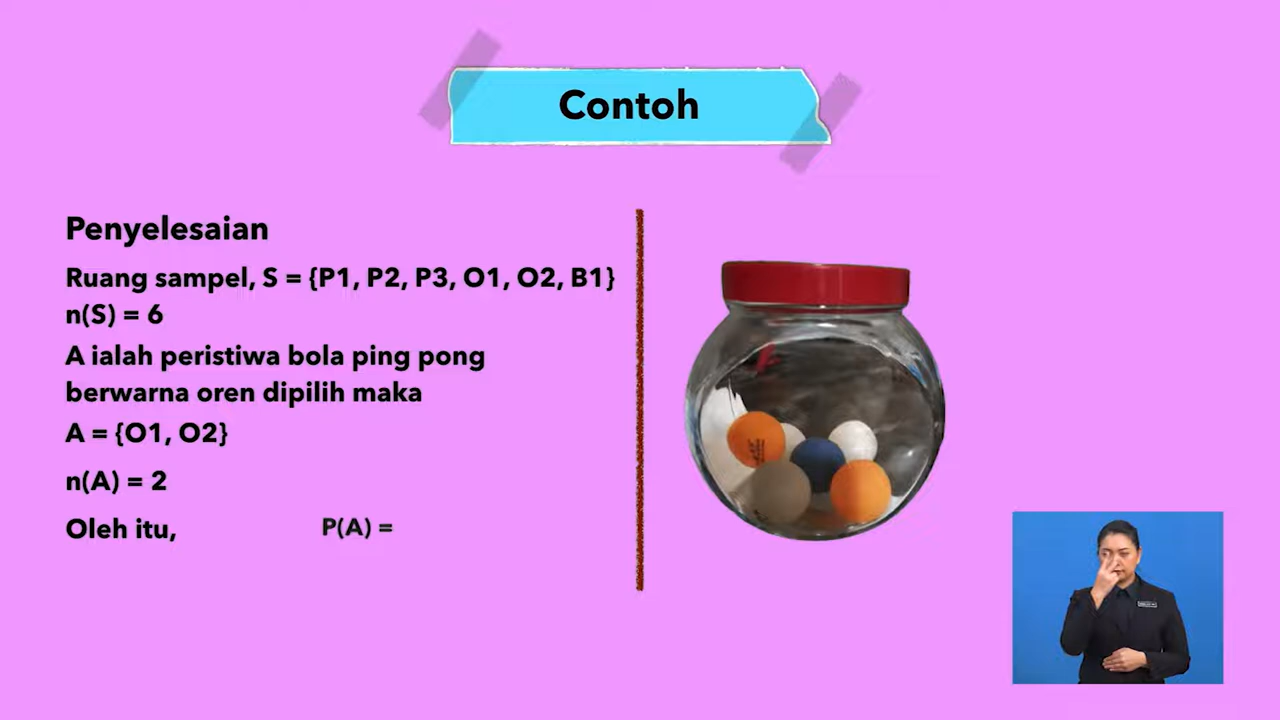 Contoh
Penyelesaian
Ruang sampel, S = {P1, P2, P3, O1, O2, B1}
n(S) = 6
A ialah peristiwa bola ping pong
berwarna oren dipilih maka
A = {O1, O2}
n(A) = 2
Oleh itu, P(A) =